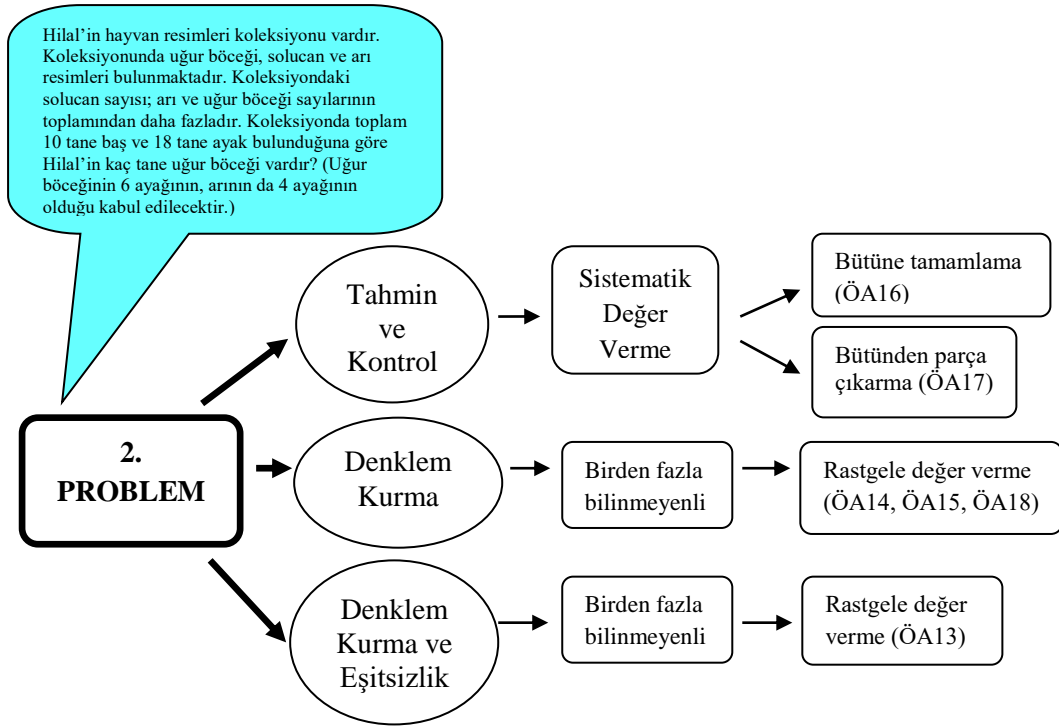 Hilal’in hayvan resimleri koleksiyonu vardır.
Koleksiyonunda uğur böceği, solucan ve arı
resimleri bulunmaktadır. Koleksiyondaki
solucan sayısı; arı ve uğur böceği sayılarının
toplamından daha fazladır. Koleksiyonda toplam
10 tane baş ve 18 tane ayak bulunduğuna göre
Hilal’in kaç tane uğur böceği vardır? (Uğur
böceğinin 6 ayağının, arının da 4 ayağının
olduğu kabul edilecektir.)
2.
PROBLEM
Tahmin
ve
Kontrol
Sistematik
Değer
Verme
Bütüne tamamlama
(ÖA16)
Bütünden parça
çıkarma (ÖA17)
Denklem
Kurma
Birden fazla
bilinmeyenli
Rastgele değer verme
(ÖA14, ÖA15, ÖA18)
Denklem
Kurma ve
Eşitsizlik
Birden fazla
bilinmeyenli
Rastgele değer
verme (ÖA13)